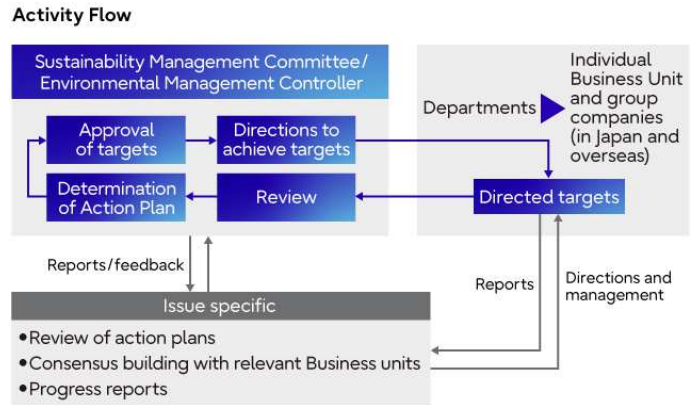 Activity Flow
Sustainability Management Committee/
Environmental Management Controller
Approval
of targets
Directions to
achieve targets
Determination
of Action Plan
Review
Departments
Individual
Business Unit
and group
companies
(in Japan and
overseas)
Directed targets
Reports/feedback
Reports
Directions and
management
Issue specific
•Review of action plans
•Consensus building with relevant Business units
•Progress reports